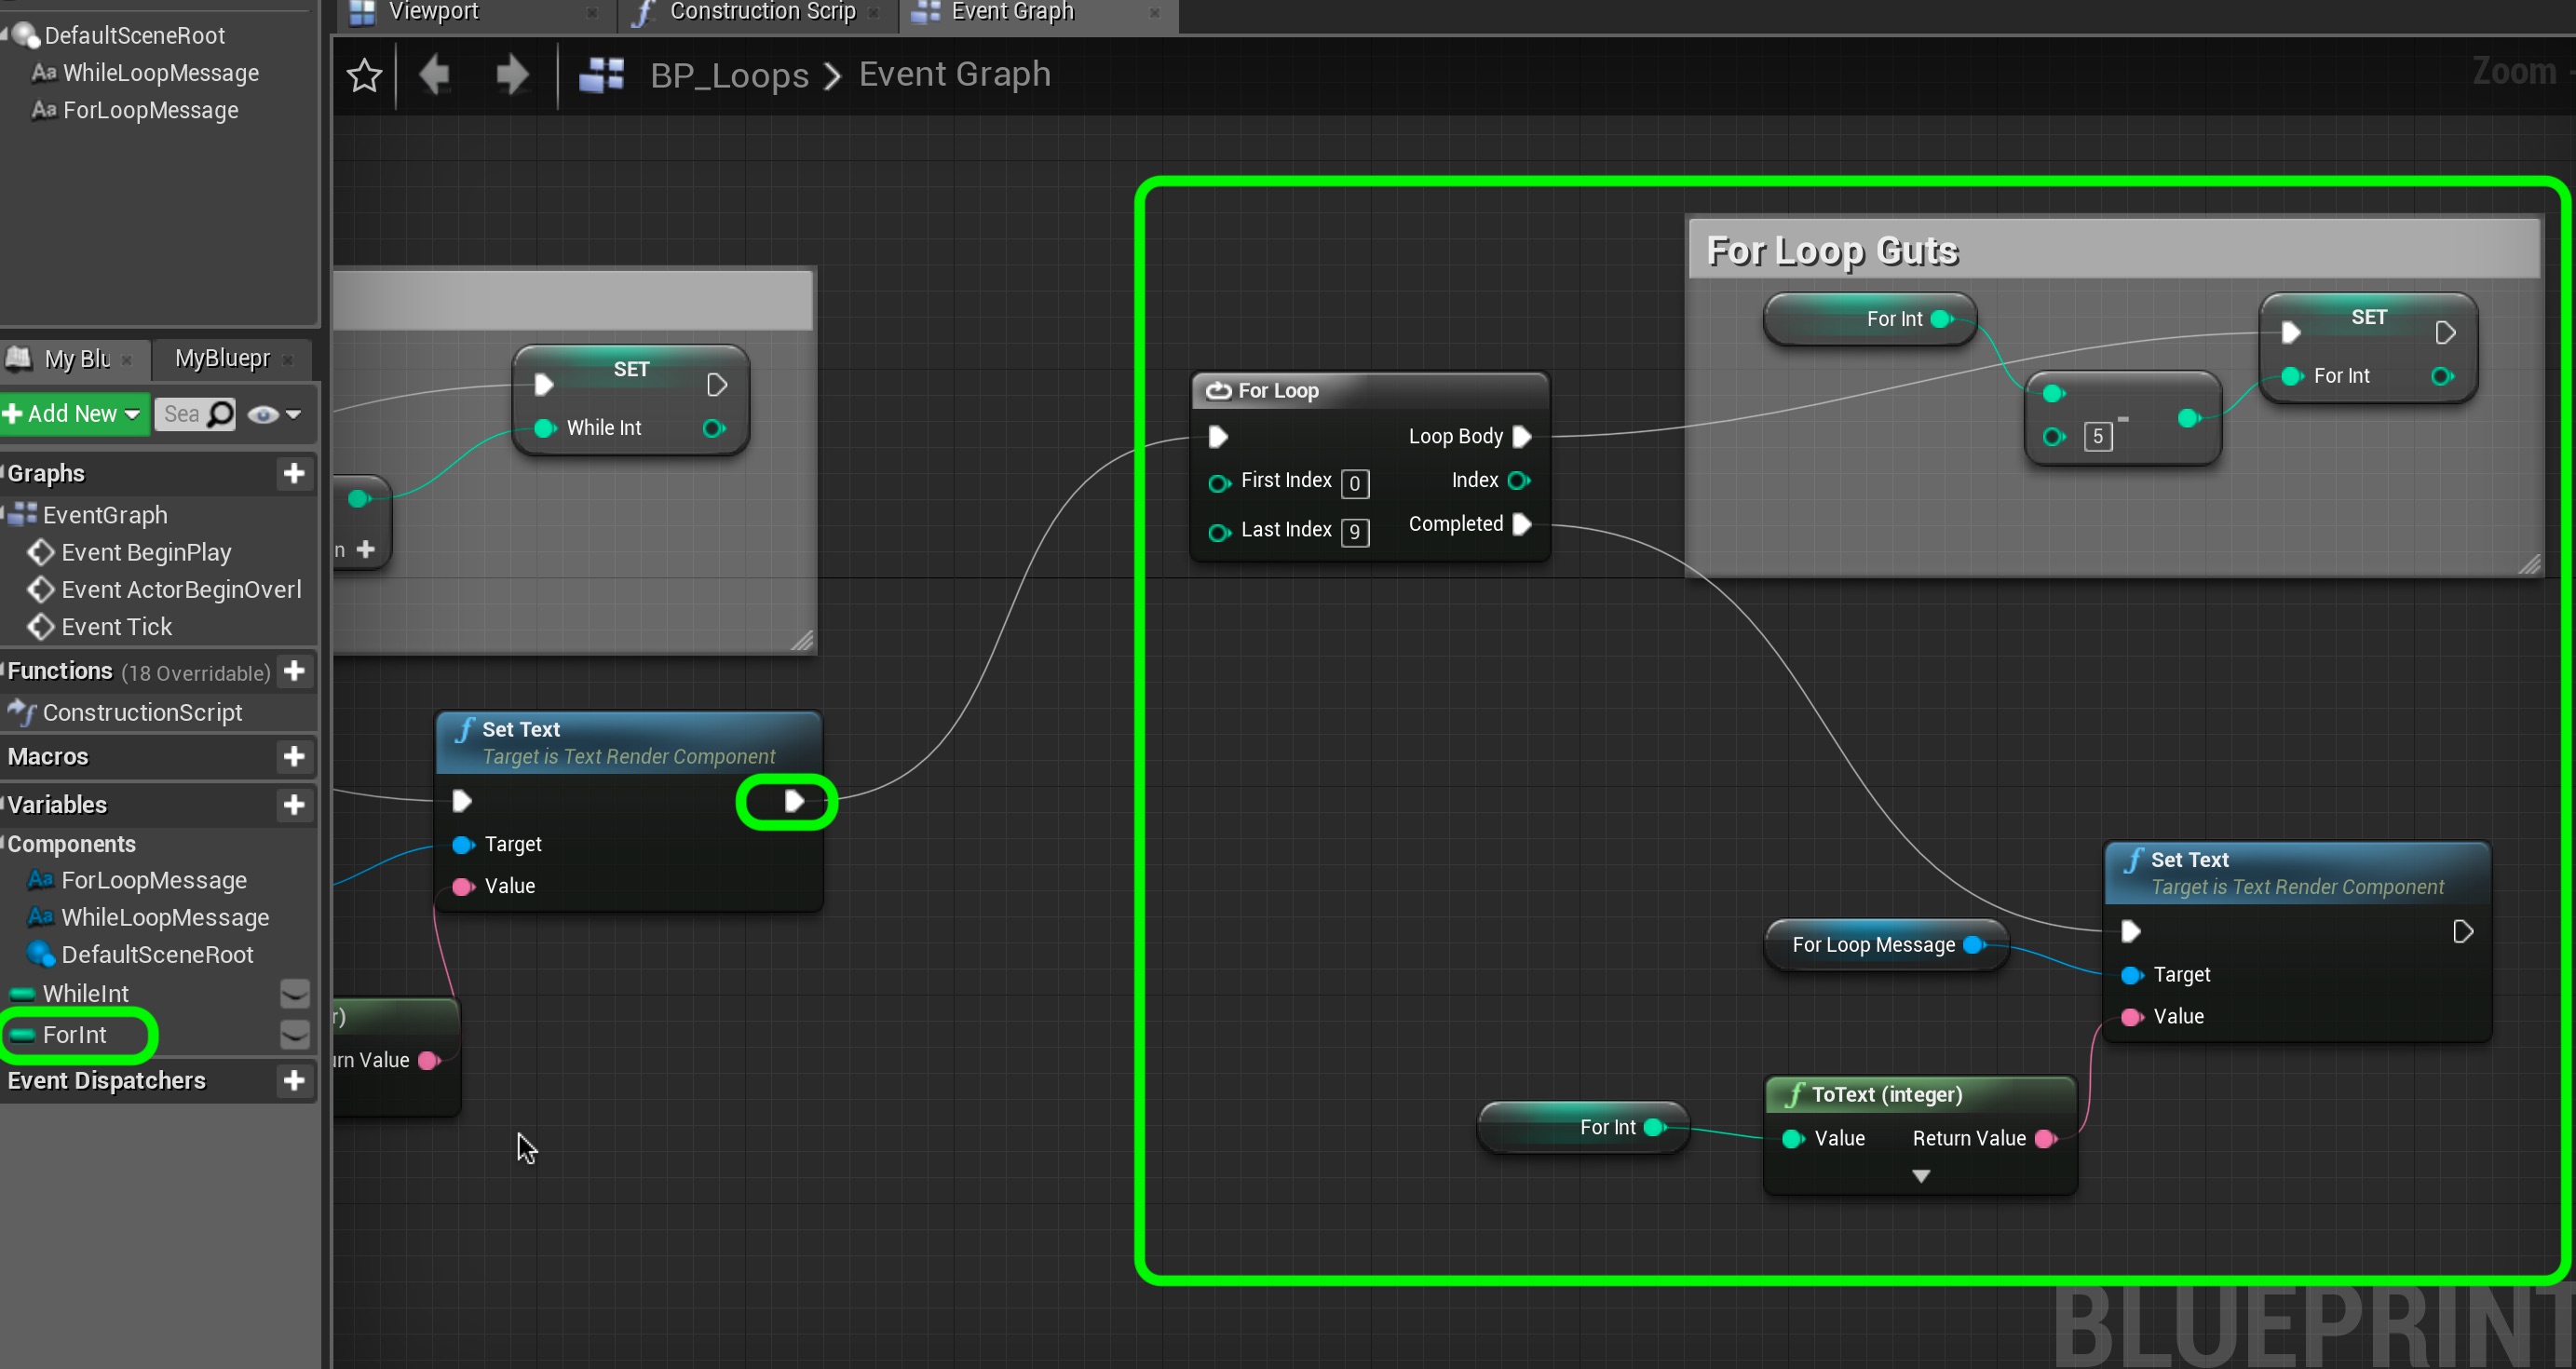 Viewport
Construction Scrip
Event Graph
DefaultSceneRoot
WhileLoopMessage
ForLoopMessage
BP_Loops > Event Graph
Zoom -
My Blu
MyBluepr
Add New
Sea
Graphs
EventGraph
Event BeginPlay
Event ActorBeginOverl
Event Tick
Functions (18 Overridable)
ConstructionScript
Macros
Variables
Components
ForLoopMessage
WhileLoopMessage
DefaultSceneRoot
WhileInt
ForInt
Event Dispatchers
SET
While Int
n +
Set Text
Target is Text Render Component
Target
Value
r)
urn Value
For Loop
Loop Body
First Index 0
Index
Last Index 9
Completed
For Loop Guts
For Int
- 5
SET
For Int
For Loop Message
Set Text
Target is Text Render Component
Target
Value
For Int
ToText (integer)
Value
Return Value
BLUEPRINT